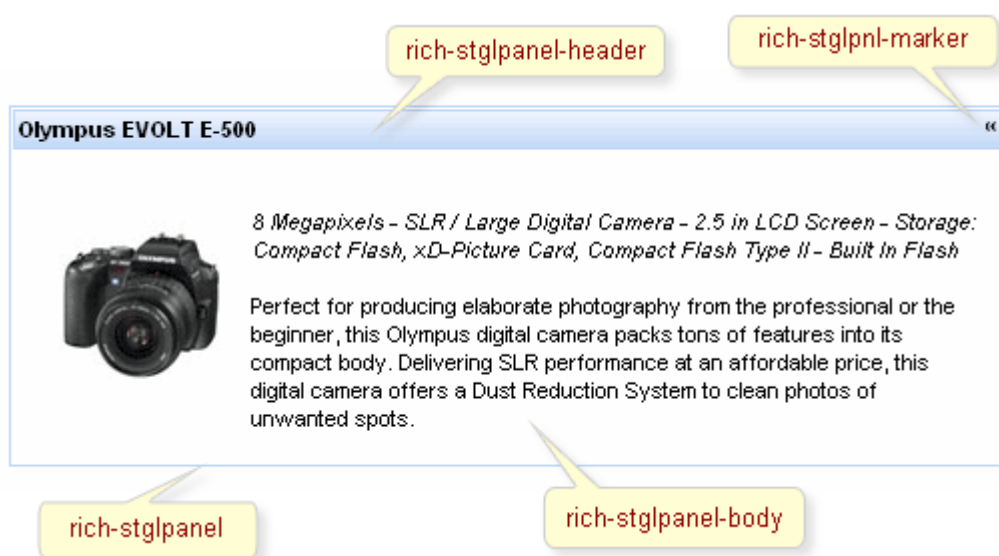 rich-stglpanel-header
rich-stglpnl-marker
Olympus EVOLT E-500 «
8 Megapixels - SLR / Large Digital Camera - 2.5 in LCD Screen - Storage:
Compact Flash, xD-Picture Card, Compact Flash Type II - Built In Flash
OLYMPUS
Perfect for producing elaborate photography from the professional or the
beginner, this Olympus digital camera packs tons of features into its
compact body. Delivering SLR performance at an affordable price, this
digital camera offers a Dust Reduction System to clean photos of
unwanted spots.
rich-stglpanel
rich-stglpanel-body